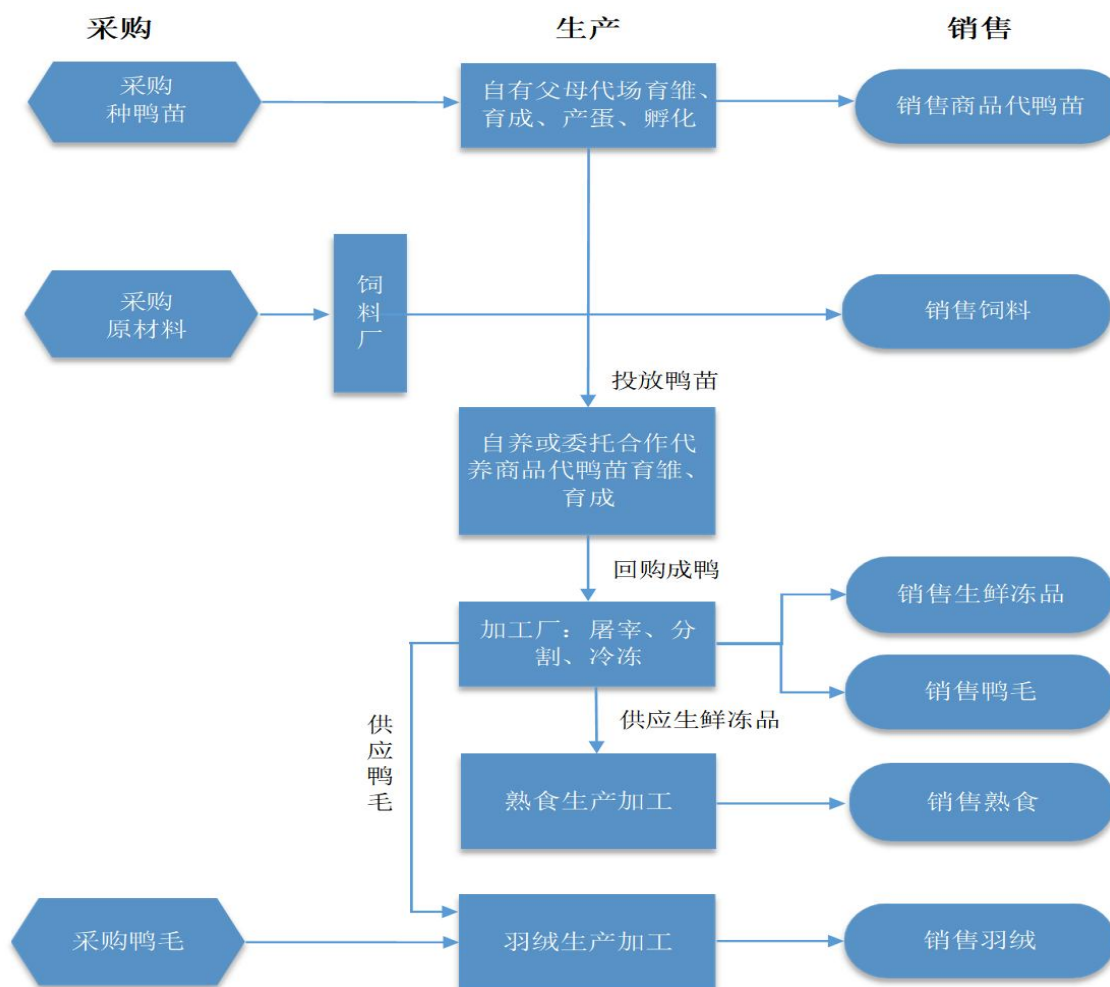 采购
生产
销售
采购
种鸭苗
自有父母代场育雏、
育成、产蛋、孵化
销售商品代鸭苗
采购
原材料
饲
料
厂
销售饲料
投放鸭苗
自养或委托合作代
养商品代鸭苗育雏、
育成
回购成鸭
加工厂：屠宰、分
割、冷冻
销售生鲜冻品
销售鸭毛
供
应
鸭
毛
供应生鲜冻品
熟食生产加工
销售熟食
采购鸭毛
羽绒生产加工
销售羽绒